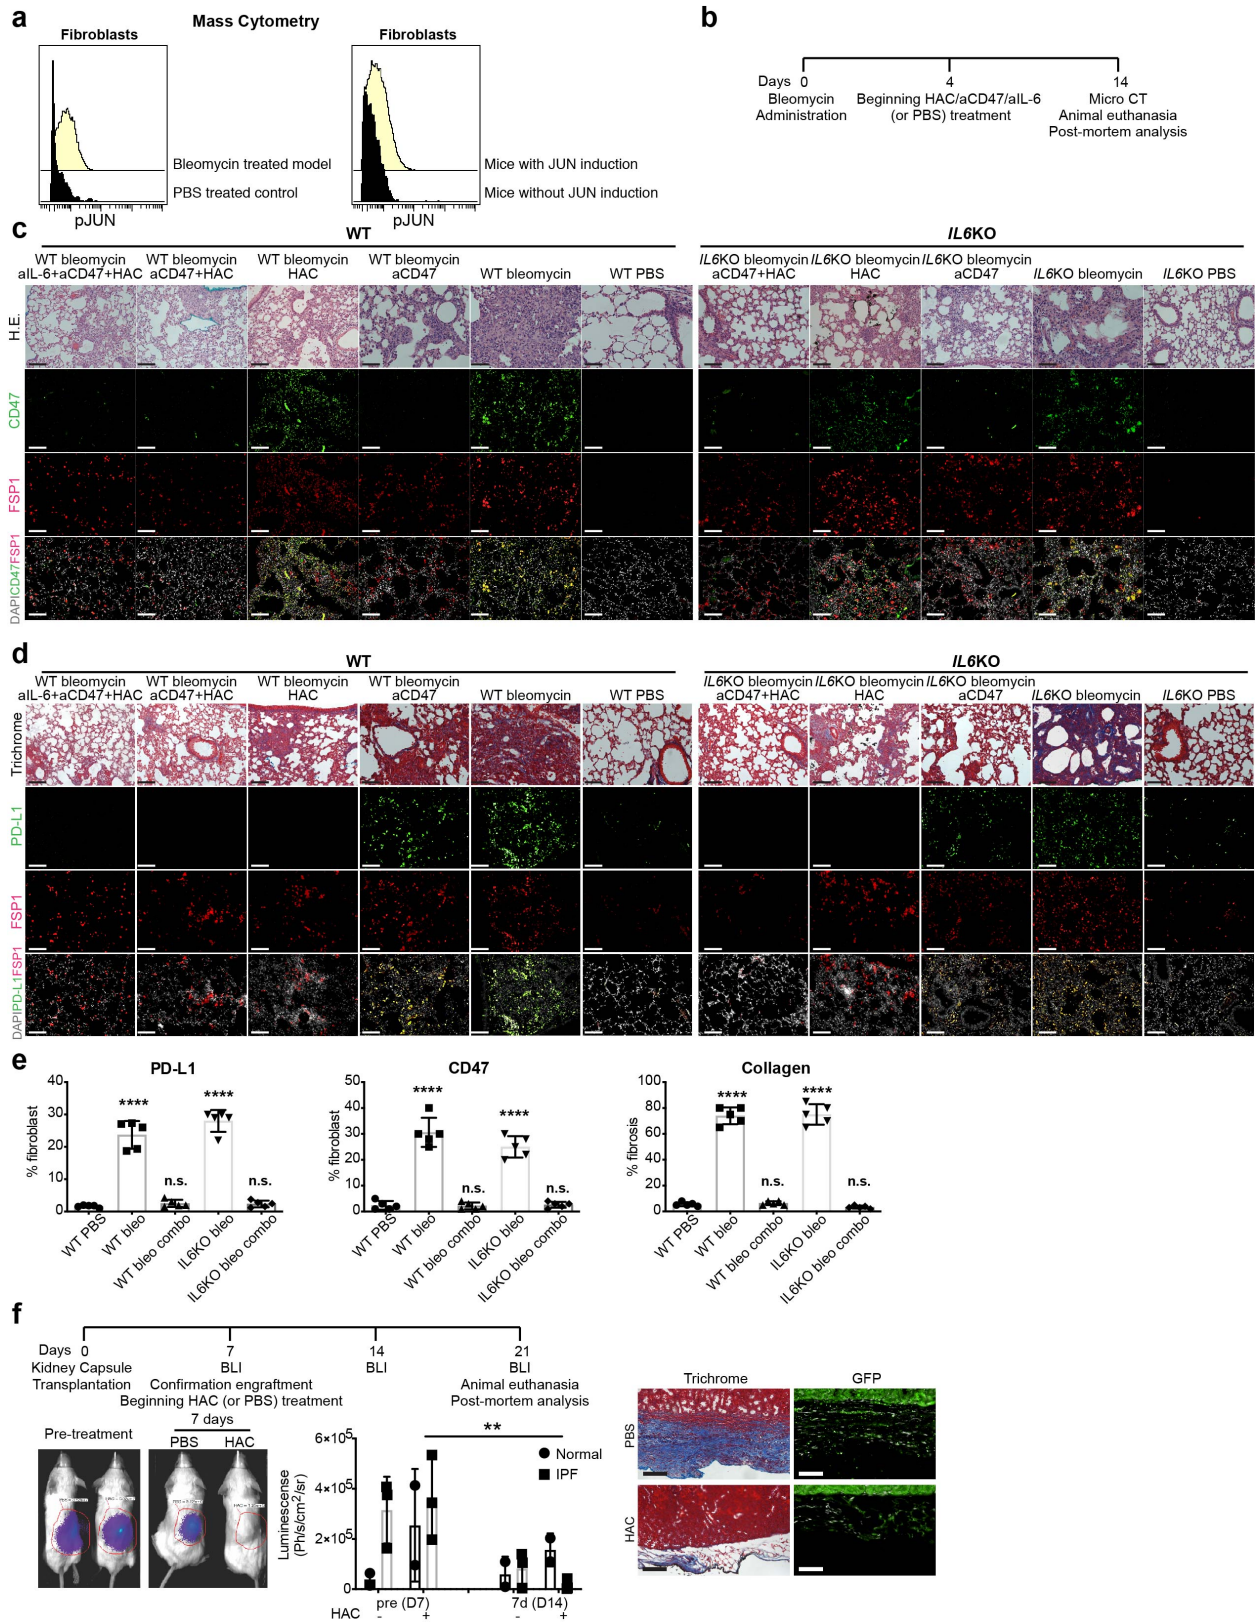 a
Mass Cytometry
Fibroblasts
Fibroblasts
Bleomycin treated model
PBS treated control
pJUN
Mice with JUN induction
Mice without JUN induction
pJUN
b
Days 0 4 14
Bleomycin
Administration
Beginning HAC/aCD47/aIL-6
(or PBS) treatment
Micro CT
Animal euthanasia
Post-mortem analysis
c
WT
IL6KO
WT bleomycin
aIL-6+aCD47+HAC
WT bleomycin
aCD47+HAC
WT bleomycin
HAC
WT bleomycin
aCD47
WT bleomycin
WT PBS
IL6KO bleomycin
aCD47+HAC
IL6KO bleomycin
HAC
IL6KO bleomycin
aCD47
IL6KO bleomycin
IL6KO PBS
H.E.
CD47
FSP1
DAPICD47FSP1
d
WT
IL6KO
WT bleomycin
aIL-6+aCD47+HAC
WT bleomycin
aCD47+HAC
WT bleomycin
HAC
WT bleomycin
aCD47
WT bleomycin
WT PBS
IL6KO bleomycin
aCD47+HAC
IL6KO bleomycin
HAC
IL6KO bleomycin
aCD47
IL6KO bleomycin
IL6KO PBS
Trichrome
PD-L1
FSP1
DAPIPD-L1FSP1
e
PD-L1
% fibroblast
40
30
20
10
0
****
n.s.
****
n.s.
WT PBS
WT bleo
WT bleo combo
IL6KO bleo
IL6KO bleo combo
CD47
% fibroblast
50
40
30
20
10
0
****
n.s.
****
n.s.
WT PBS
WT bleo
WT bleo combo
IL6KO bleo
IL6KO bleo combo
Collagen
% fibrosis
100
80
60
40
20
0
****
n.s.
****
n.s.
WT PBS
WT bleo
WT bleo combo
IL6KO bleo
IL6KO bleo combo
f
Days 0 7 14 21
Kidney Capsule
Transplantation
BLI
Confirmation engraftment
Beginning HAC (or PBS) treatment
BLI
BLI
Animal euthanasia
Post-mortem analysis
Pre-treatment
7 days
PBS HAC
Luminescense
(Ph/s/cm²/sr)
6×10⁵
4×10⁵
2×10⁵
0
**
Normal
IPF
pre (D7)
7d (D14)
HAC - + - +
Trichrome
GFP
PBS
HAC